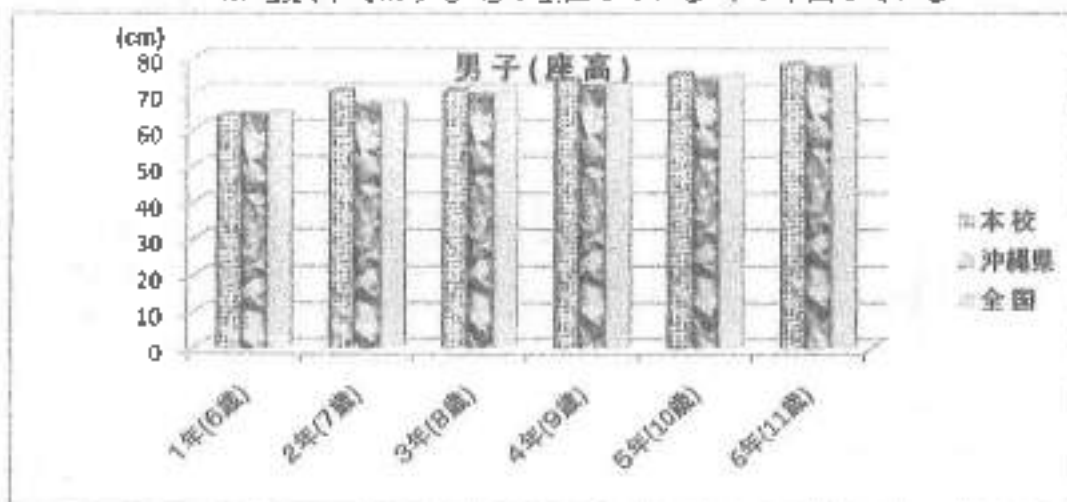 (cm)
男子(座高)
80
70
60
50
40
30
20
10
0
1年(6歳)
2年(7歳)
3年(8歳)
4年(9歳)
5年(10歳)
6年(11歳)
本校
沖縄県
全国